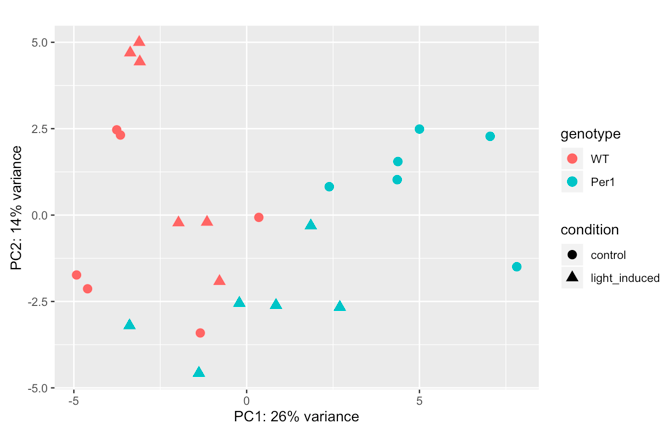 5.0
2.5
0.0
-2.5
-5.0
PC2: 14% variance
-5
0
5
PC1: 26% variance
genotype
WT
Per1
condition
control
light_induced